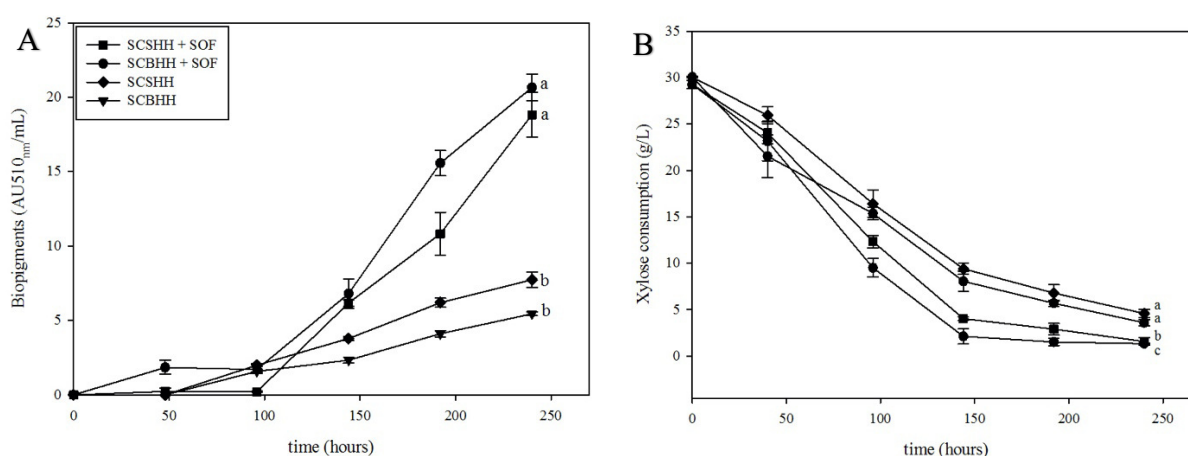 A
25
20
15
10
5
0
Biopigments (AU510nm/mL)
SCSHH + SOF
SCBHH + SOF
SCSHH
SCBHH
a
a
b
b
0 50 100 150 200 250
time (hours)
B
35
30
25
20
15
10
5
0
Xylose consumption (g/L)
a
a
b
c
0 50 100 150 200 250
time (hours)